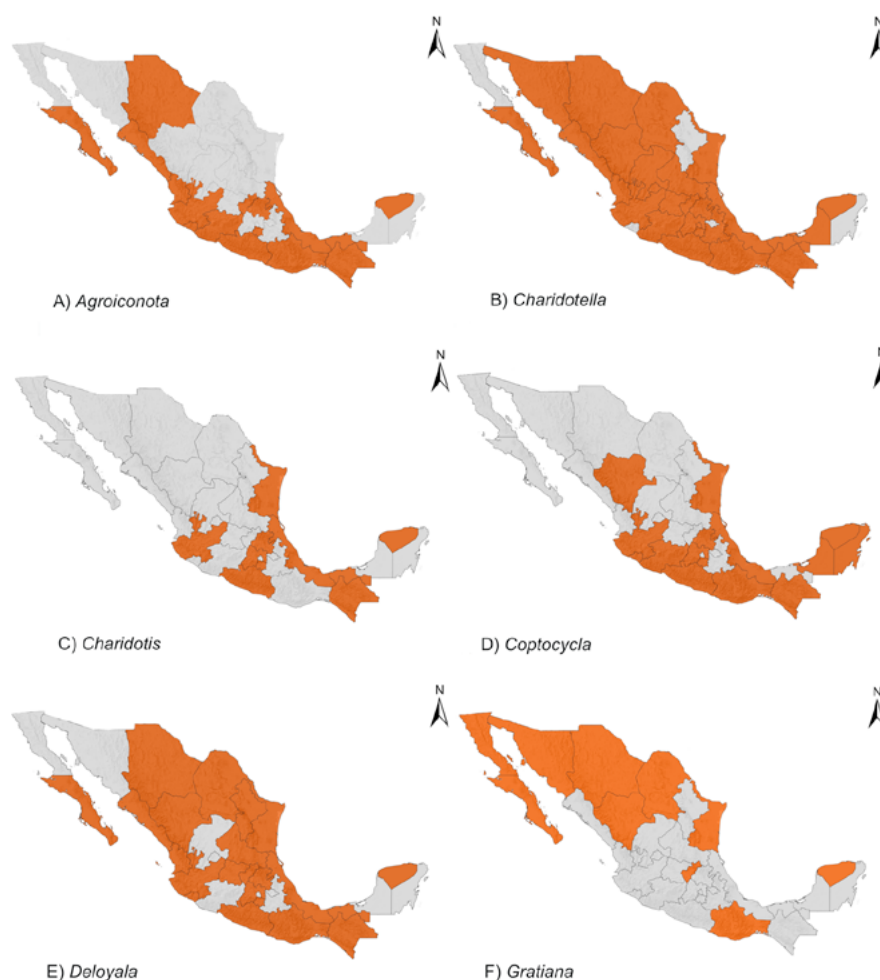 N
N
A) Agroiconota
B) Charidotella
N
N
C) Charidotis
D) Coptocycla
N
N
E) Deloyala
F) Gratiana